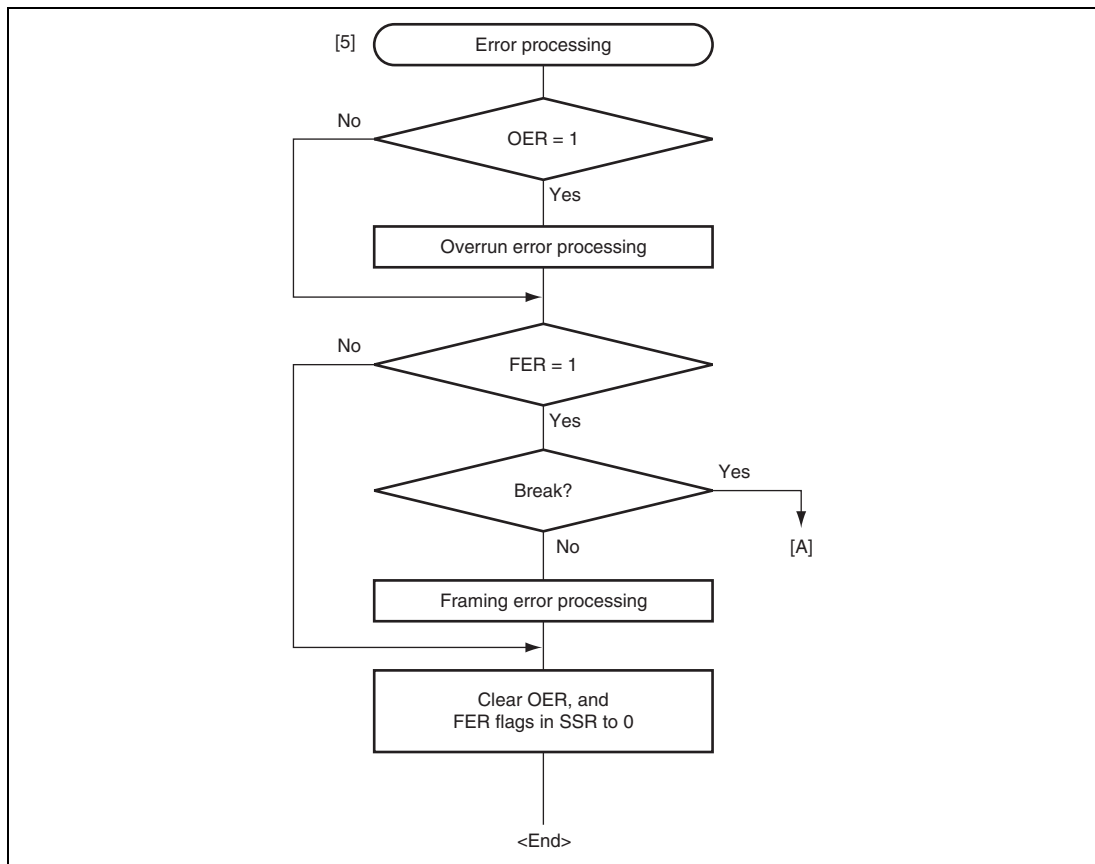 [5]
Error processing
No
OER = 1
Yes
Overrun error processing
No
FER = 1
Yes
Break?
Yes
No
[A]
Framing error processing
Clear OER, and
FER flags in SSR to 0
<End>